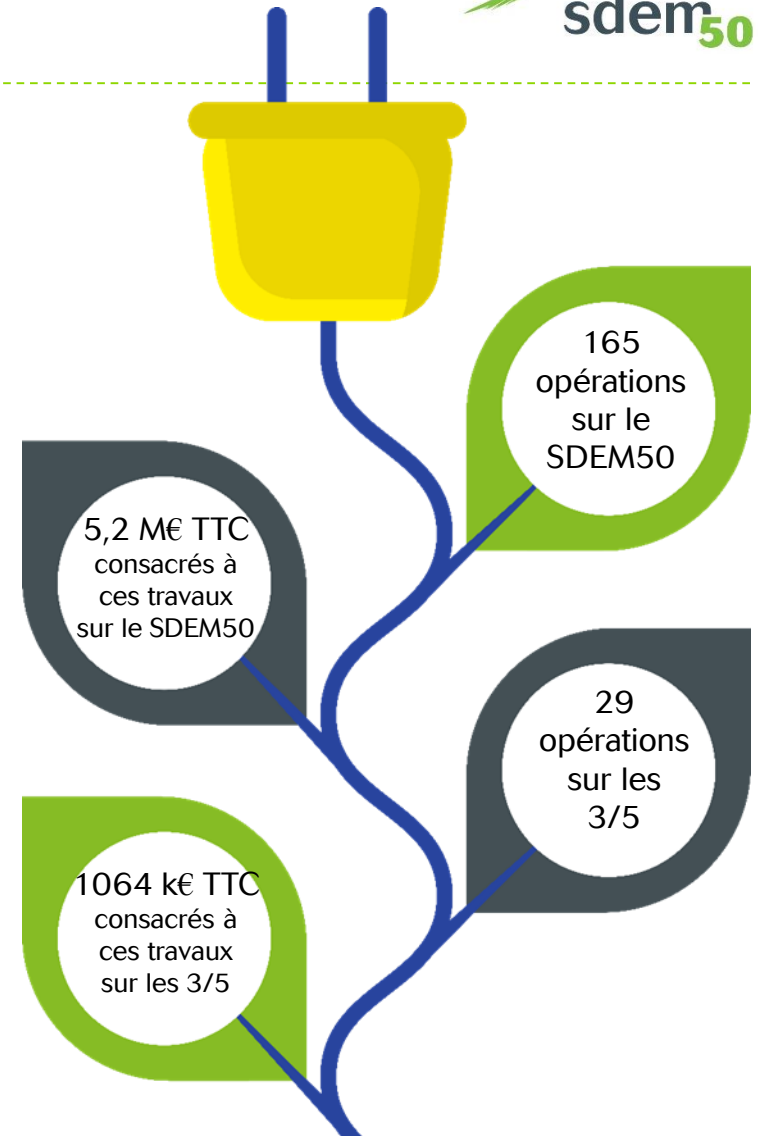 sdem50
165
opérations
sur le
SDEM50
5,2 M€ TTC
consacrés à
ces travaux
sur le SDEM50
29
opérations
sur les
3/5
1064 k€ TTC
consacrés à
ces travaux
sur les 3/5